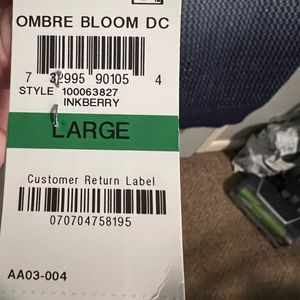 OMBRE BLOOM DC
7 32995 90105 4
STYLE 100063827
INKBERRY
LARGE
Customer Return Label
070704758195
AA03-004